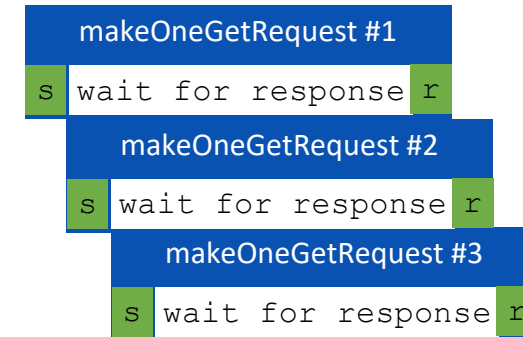 makeOneGetRequest #1
s wait for response r
makeOneGetRequest #2
s wait for response r
makeOneGetRequest #3
s wait for response r